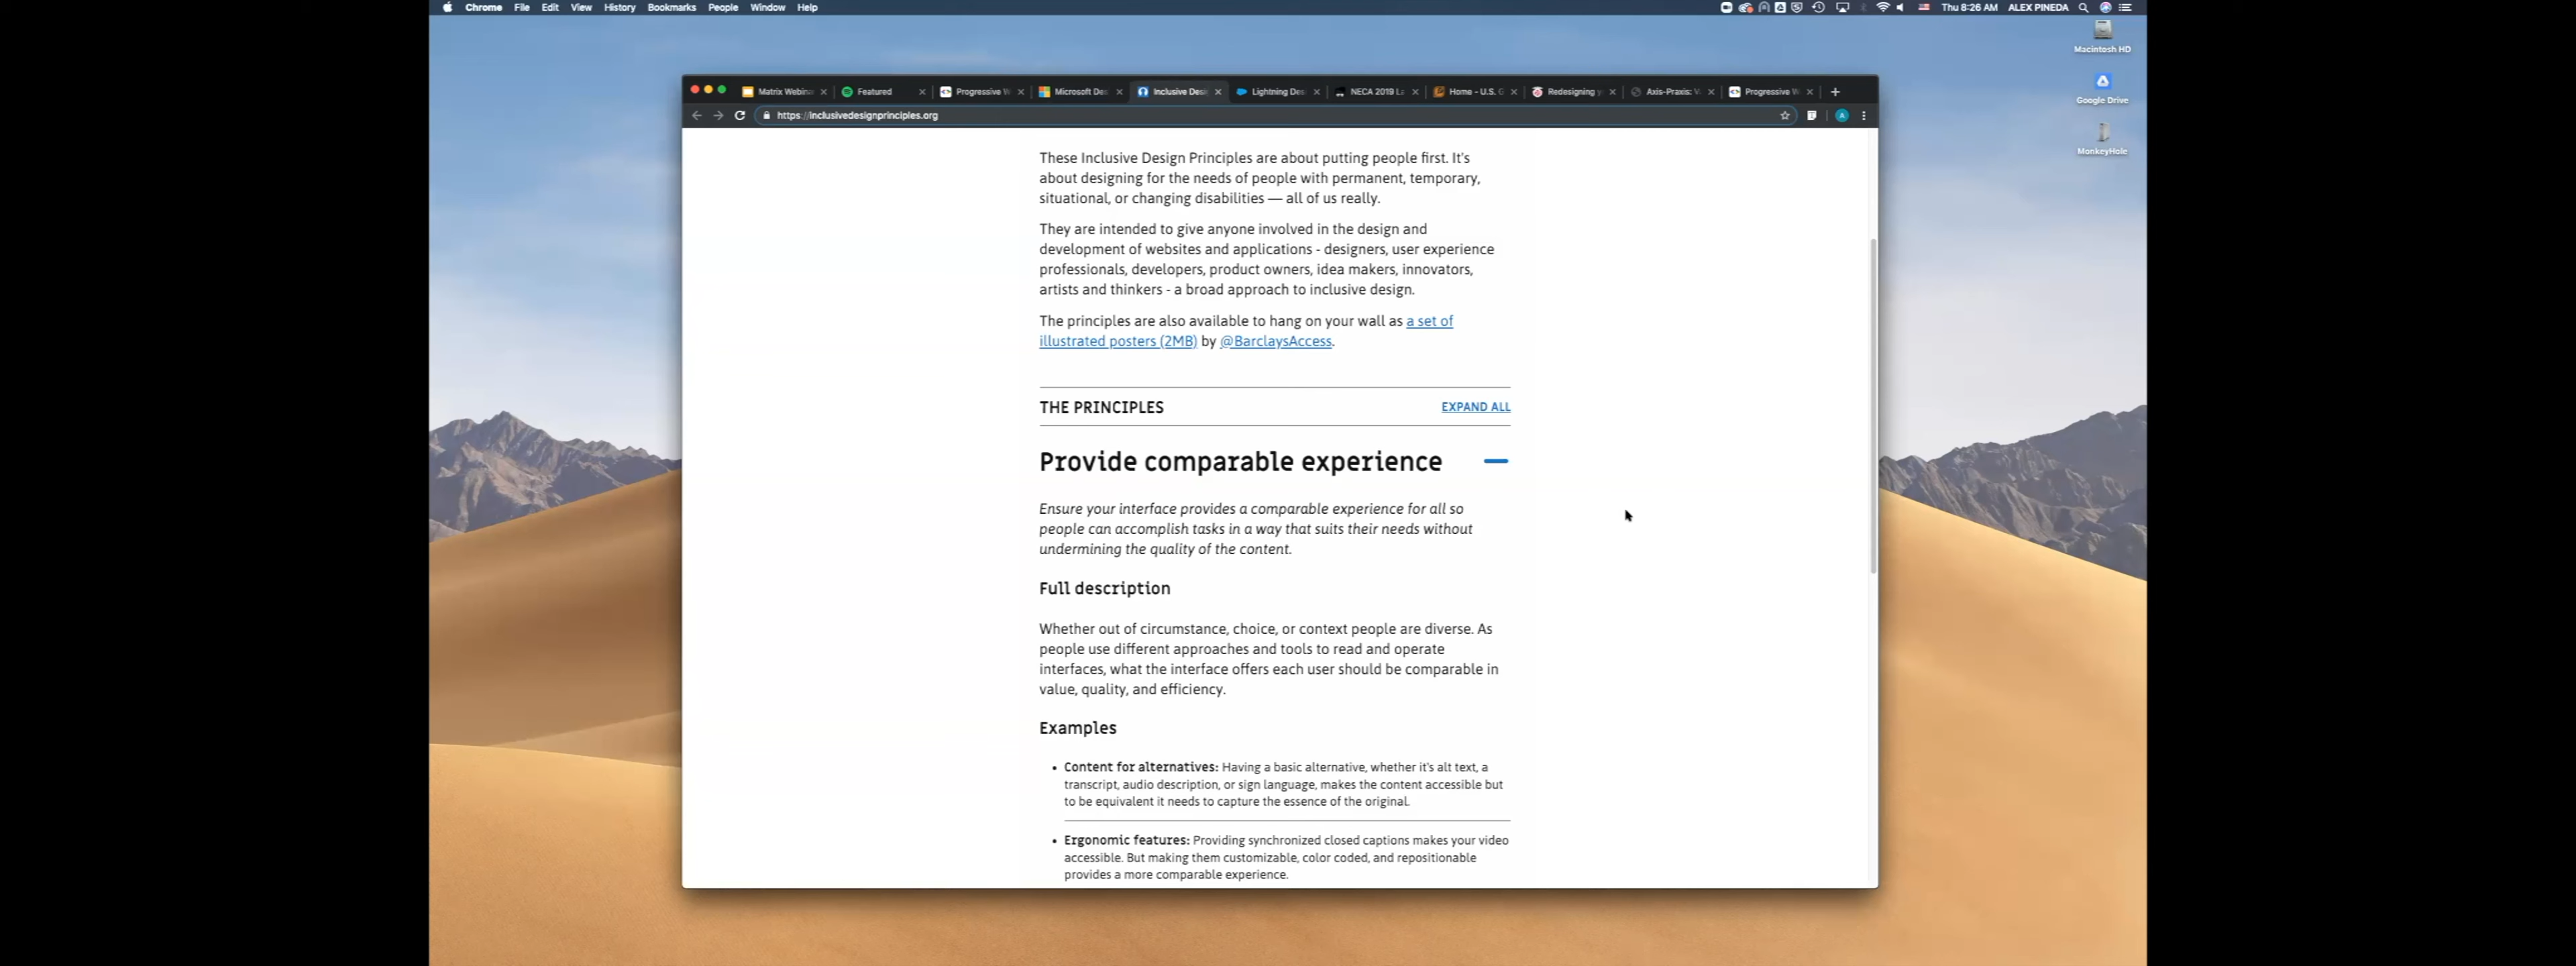 Chrome File Edit View History Bookmarks People Window Help Thu 8:26 AM ALEX PINEDA
Macintosh HD
Google Drive
MonkeyHole
Matrix Webin Featured Progressive W Microsoft De Inclusive Desi Lightning Des NECA 2019 L Home - U.S. G Redesigning y Axis-Praxis: V Progressive W
https://inclusivedesignprinciples.org
These Inclusive Design Principles are about putting people first. It's
about designing for the needs of people with permanent, temporary,
situational, or changing disabilities — all of us really.
They are intended to give anyone involved in the design and
development of websites and applications - designers, user experience
professionals, developers, product owners, idea makers, innovators,
artists and thinkers - a broad approach to inclusive design.
The principles are also available to hang on your wall as a set of
illustrated posters (2MB) by @BarclaysAccess.
THE PRINCIPLES EXPAND ALL
Provide comparable experience
Ensure your interface provides a comparable experience for all so
people can accomplish tasks in a way that suits their needs without
undermining the quality of the content.
Full description
Whether out of circumstance, choice, or context people are diverse. As
people use different approaches and tools to read and operate
interfaces, what the interface offers each user should be comparable in
value, quality, and efficiency.
Examples
• Content for alternatives: Having a basic alternative, whether it's alt text, a
transcript, audio description, or sign language, makes the content accessible but
to be equivalent it needs to capture the essence of the original.
• Ergonomic features: Providing synchronized closed captions makes your video
accessible. But making them customizable, color coded, and repositionable
provides a more comparable experience.